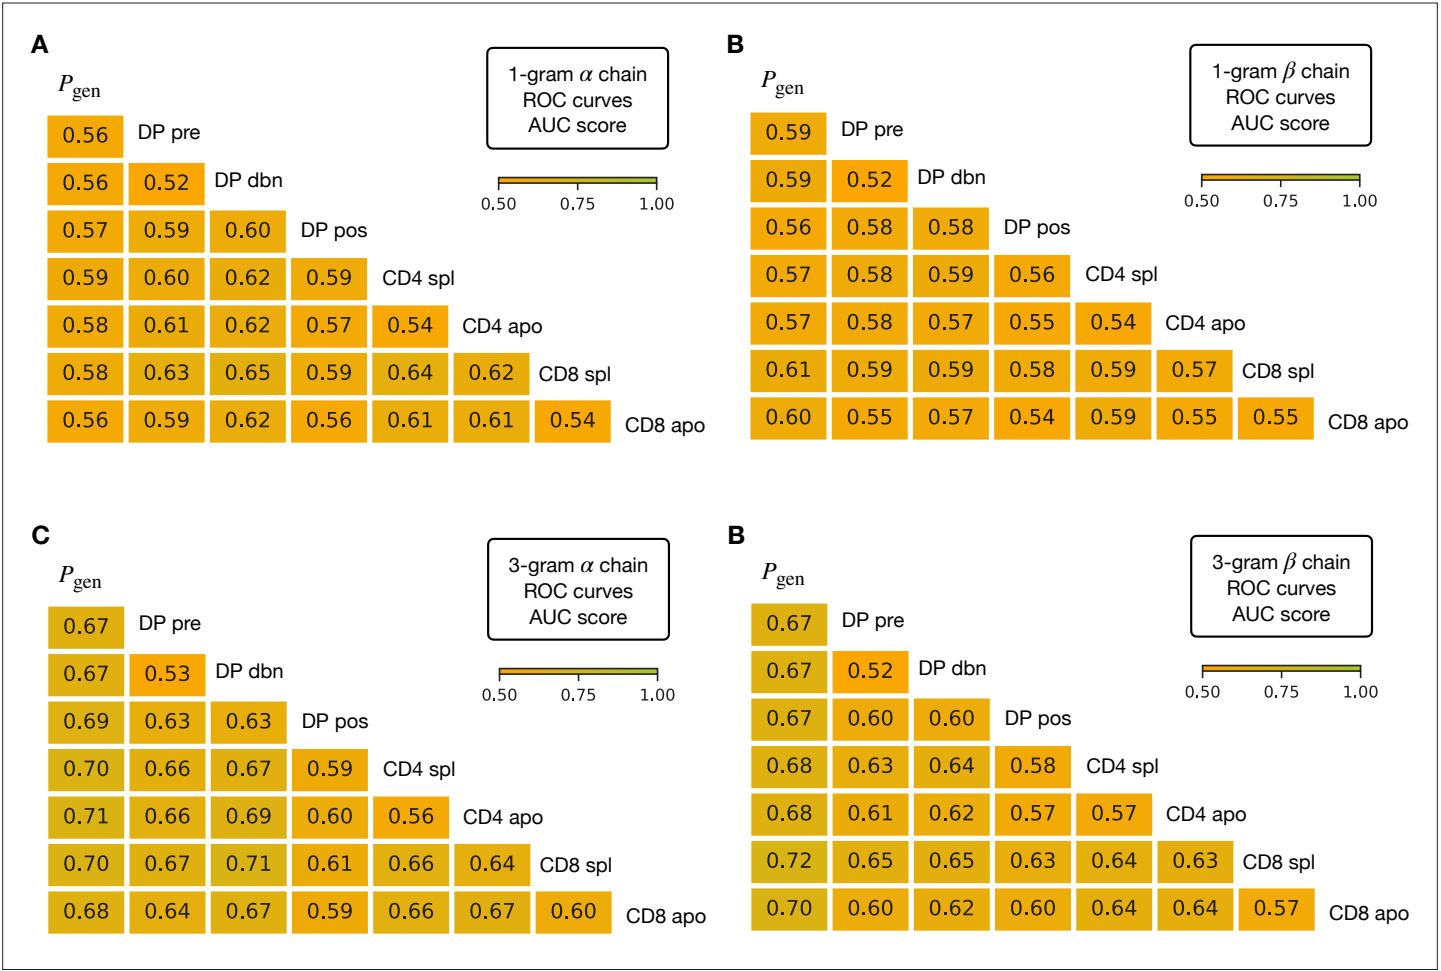 A
1-gram α chain
ROC curves
AUC score
Pgen
0.50 0.75 1.00
0.56 DP pre
0.56 0.52 DP dbn
0.57 0.59 0.60 DP pos
0.59 0.60 0.62 0.59 CD4 spl
0.58 0.61 0.62 0.57 0.54 CD4 apo
0.58 0.63 0.65 0.59 0.64 0.62 CD8 spl
0.56 0.59 0.62 0.56 0.61 0.61 0.54 CD8 apo
B
1-gram β chain
ROC curves
AUC score
Pgen
0.50 0.75 1.00
0.59 DP pre
0.59 0.52 DP dbn
0.56 0.58 0.58 DP pos
0.57 0.58 0.59 0.56 CD4 spl
0.57 0.58 0.57 0.55 0.54 CD4 apo
0.61 0.59 0.59 0.58 0.59 0.57 CD8 spl
0.60 0.55 0.57 0.54 0.59 0.55 0.55 CD8 apo
C
3-gram α chain
ROC curves
AUC score
Pgen
0.50 0.75 1.00
0.67 DP pre
0.67 0.53 DP dbn
0.69 0.63 0.63 DP pos
0.70 0.66 0.67 0.59 CD4 spl
0.71 0.66 0.69 0.60 0.56 CD4 apo
0.70 0.67 0.71 0.61 0.66 0.64 CD8 spl
0.68 0.64 0.67 0.59 0.66 0.67 0.60 CD8 apo
B
3-gram β chain
ROC curves
AUC score
Pgen
0.50 0.75 1.00
0.67 DP pre
0.67 0.52 DP dbn
0.67 0.60 0.60 DP pos
0.68 0.63 0.64 0.58 CD4 spl
0.68 0.61 0.62 0.57 0.57 CD4 apo
0.72 0.65 0.65 0.63 0.64 0.63 CD8 spl
0.70 0.60 0.62 0.60 0.64 0.64 0.57 CD8 apo